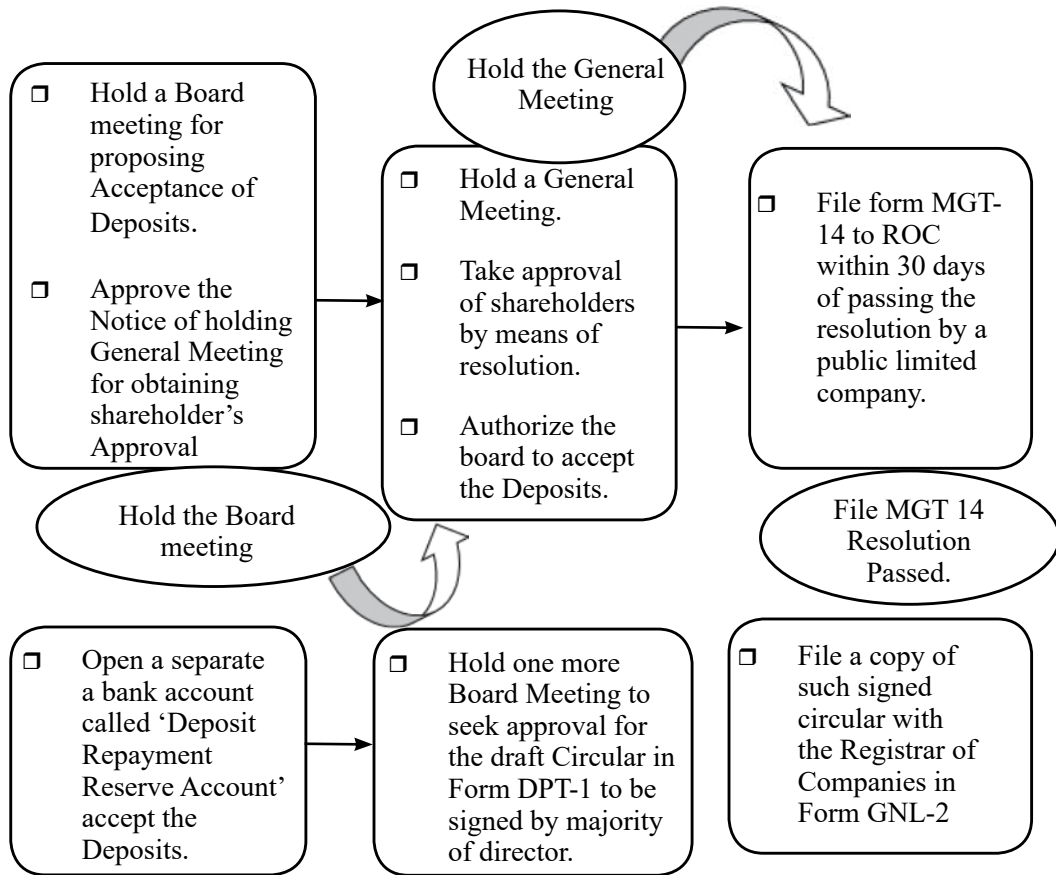 ❒ Hold a Board
meeting for
proposing
Acceptance of
Deposits.
❒ Approve the
Notice of holding
General Meeting
for obtaining
shareholder’s
Approval
Hold the Board
meeting
Hold the General
Meeting
❒ Hold a General
Meeting.
❒ Take approval
of shareholders
by means of
resolution.
❒ Authorize the
board to accept
the Deposits.
❒ File form MGT-
14 to ROC
within 30 days
of passing the
resolution by a
public limited
company.
File MGT 14
Resolution
Passed.
❒ Open a separate
a bank account
called ‘Deposit
Repayment
Reserve Account’
accept the
Deposits.
❒ Hold one more
Board Meeting to
seek approval for
the draft Circular in
Form DPT-1 to be
signed by majority
of director.
❒ File a copy of
such signed
circular with
the Registrar of
Companies in
Form GNL-2